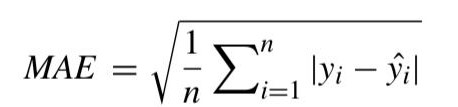 MAE = \sqrt{\frac{1}{n} \sum_{i=1}^{n} |y_i - \hat{y}_i|}